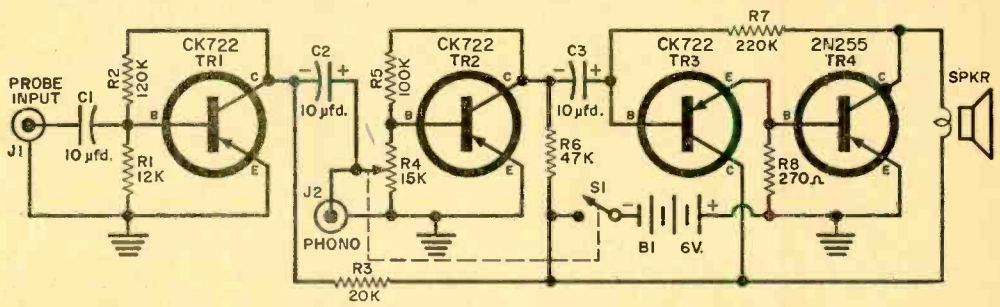 PROBE
INPUT
J1
C1
10 µfd.
R2
120K
R1
12K
CK722
TR1
B
C
E
C2
- +
10 µfd.
R5
100K
R4
15K
J2
PHONO
R3
20K
CK722
TR2
B
C
E
C3
- +
10 µfd.
R6
47K
S1
- +
B1 6V.
CK722
TR3
B
E
C
R7
220K
R8
270Ω
2N255
TR4
B
C
E
SPKR